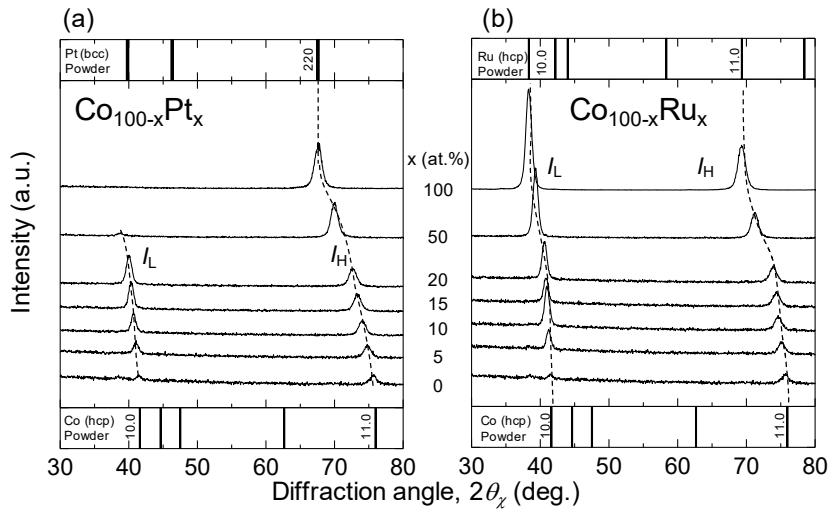 (a)
(b)
Pt (bcc)
Powder
220
Ru (hcp)
Powder
10.0
11.0
Co100-xPtx
Co100-xRux
x (at.%)
100
50
20
15
10
5
0
IL
IH
IL
IH
Intensity (a.u.)
Co (hcp)
Powder
10.0
11.0
Co (hcp)
Powder
10.0
11.0
30 40 50 60 70 80
30 40 50 60 70 80
Diffraction angle, 2θχ (deg.)